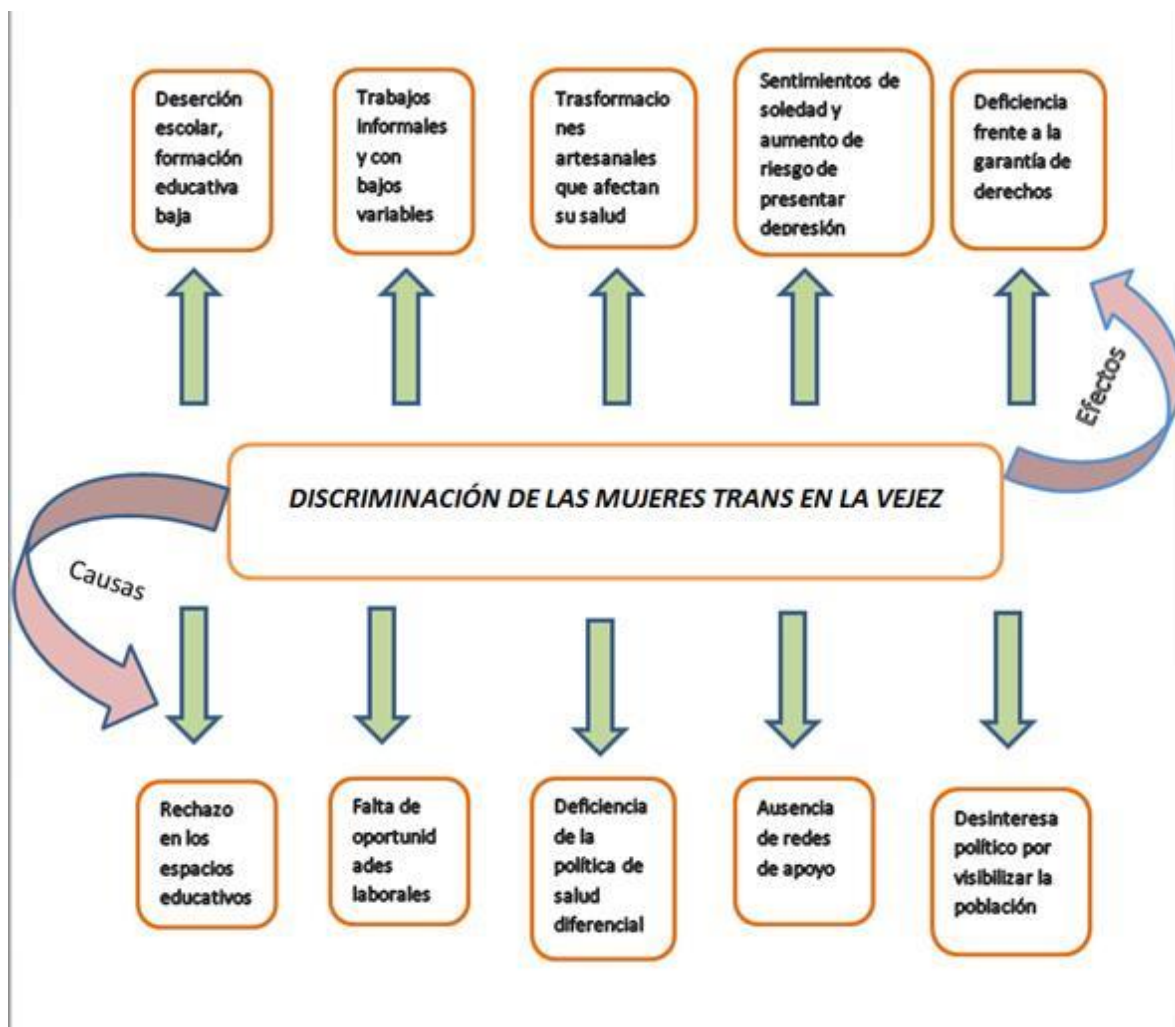 Deserción
escolar,
formación
educativa
baja
Trabajos
informales
y con
bajos
variables
Trasformacio
nes
artesanales
que afectan
su salud
Sentimientos de
soledad y
aumento de
riesgo de
presentar
depresión
Deficiencia
frente a la
garantía de
derechos
Efectos
DISCRIMINACIÓN DE LAS MUJERES TRANS EN LA VEJEZ
Causas
Rechazo
en los
espacios
educativos
Falta de
oportunid
ades
laborales
Deficiencia
de la
política de
salud
diferencial
Ausencia
de redes
de apoyo
Desinteresa
político por
visibilizar la
población